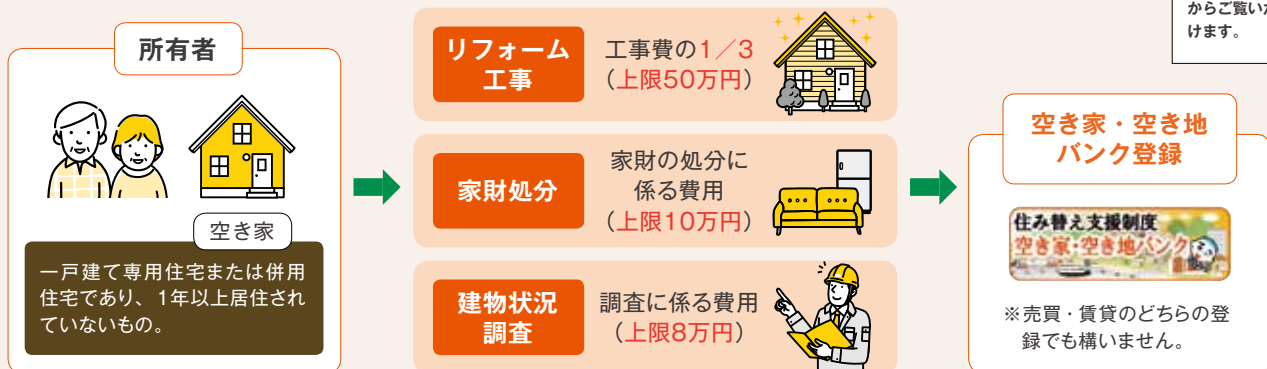 からご覧いた
けます。
所有者
空き家
一戸建て専用住宅または併用
住宅であり、1年以上居住され
ていないもの。
リフォーム
工事
工事費の1／3
（上限50万円）
家財処分
家財の処分に
係る費用
（上限10万円）
建物状況
調査
調査に係る費用
（上限8万円）
空き家・空き地
バンク登録
住み替え支援制度
空き家・空き地バンク
※売買・賃貸のどちらの登
録でも構いません。